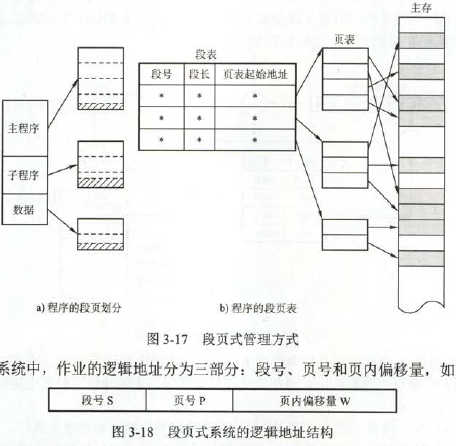 主存
段表
页表
段号 段长 页表起始地址
* * *
* * *
* * *
主程序
子程序
数据
a) 程序的段页划分
b) 程序的段页表
图 3-17 段页式管理方式
系统中，作业的逻辑地址分为三部分：段号、页号和页内偏移量，如
段号 S 页号 P 页内偏移量 W
图 3-18 段页式系统的逻辑地址结构